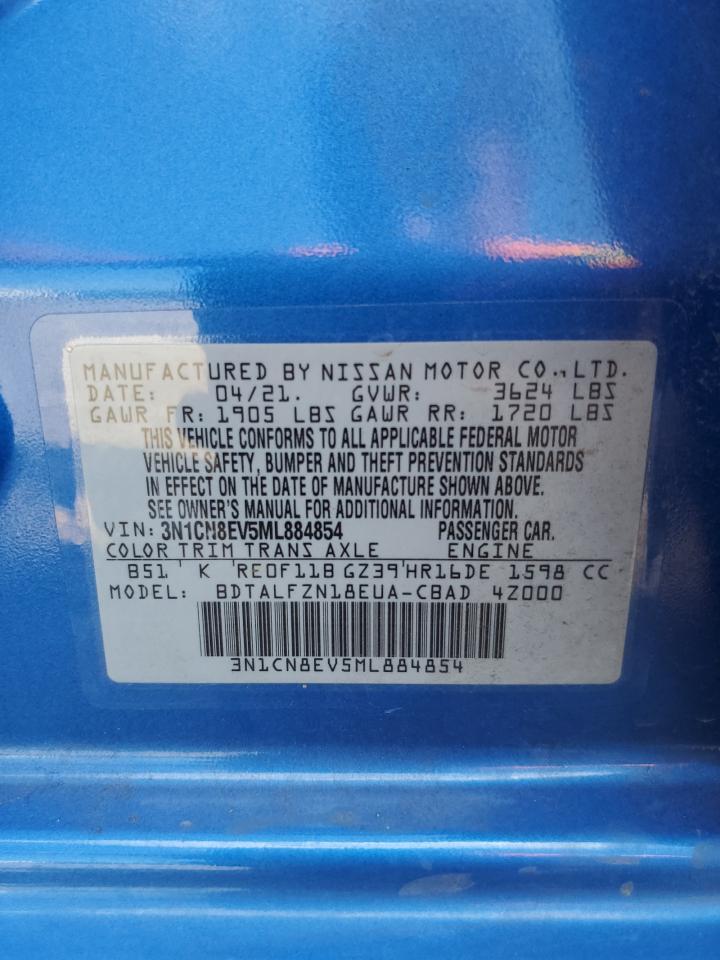 MANUFACTURED BY NISSAN MOTOR CO., LTD.
DATE: 04/21. GVWR: 3624 LBS
GAWR FR: 1905 LBS GAWR RR: 1720 LBS
THIS VEHICLE CONFORMS TO ALL APPLICABLE FEDERAL MOTOR
VEHICLE SAFETY, BUMPER AND THEFT PREVENTION STANDARDS
IN EFFECT ON THE DATE OF MANUFACTURE SHOWN ABOVE.
SEE OWNER'S MANUAL FOR ADDITIONAL INFORMATION.
VIN: 3N1CN8EV5ML884854 PASSENGER CAR.
COLOR TRIM TRANS AXLE ENGINE
B51 K RE0F11B GZ39 HR16DE 1598 CC
MODEL: BDTALFZN18EUA-CBAD 4Z000
3N1CN8EV5ML884854